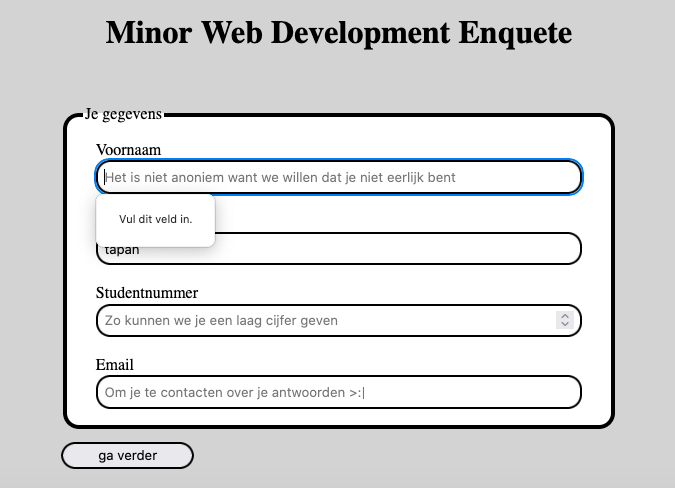 Minor Web Development Enquete
Je gegevens
Voornaam
Het is niet anoniem want we willen dat je niet eerlijk bent
Vul dit veld in.
tapah
Studentnummer
Zo kunnen we je een laag cijfer geven
Email
Om je te contacten over je antwoorden >:|
ga verder